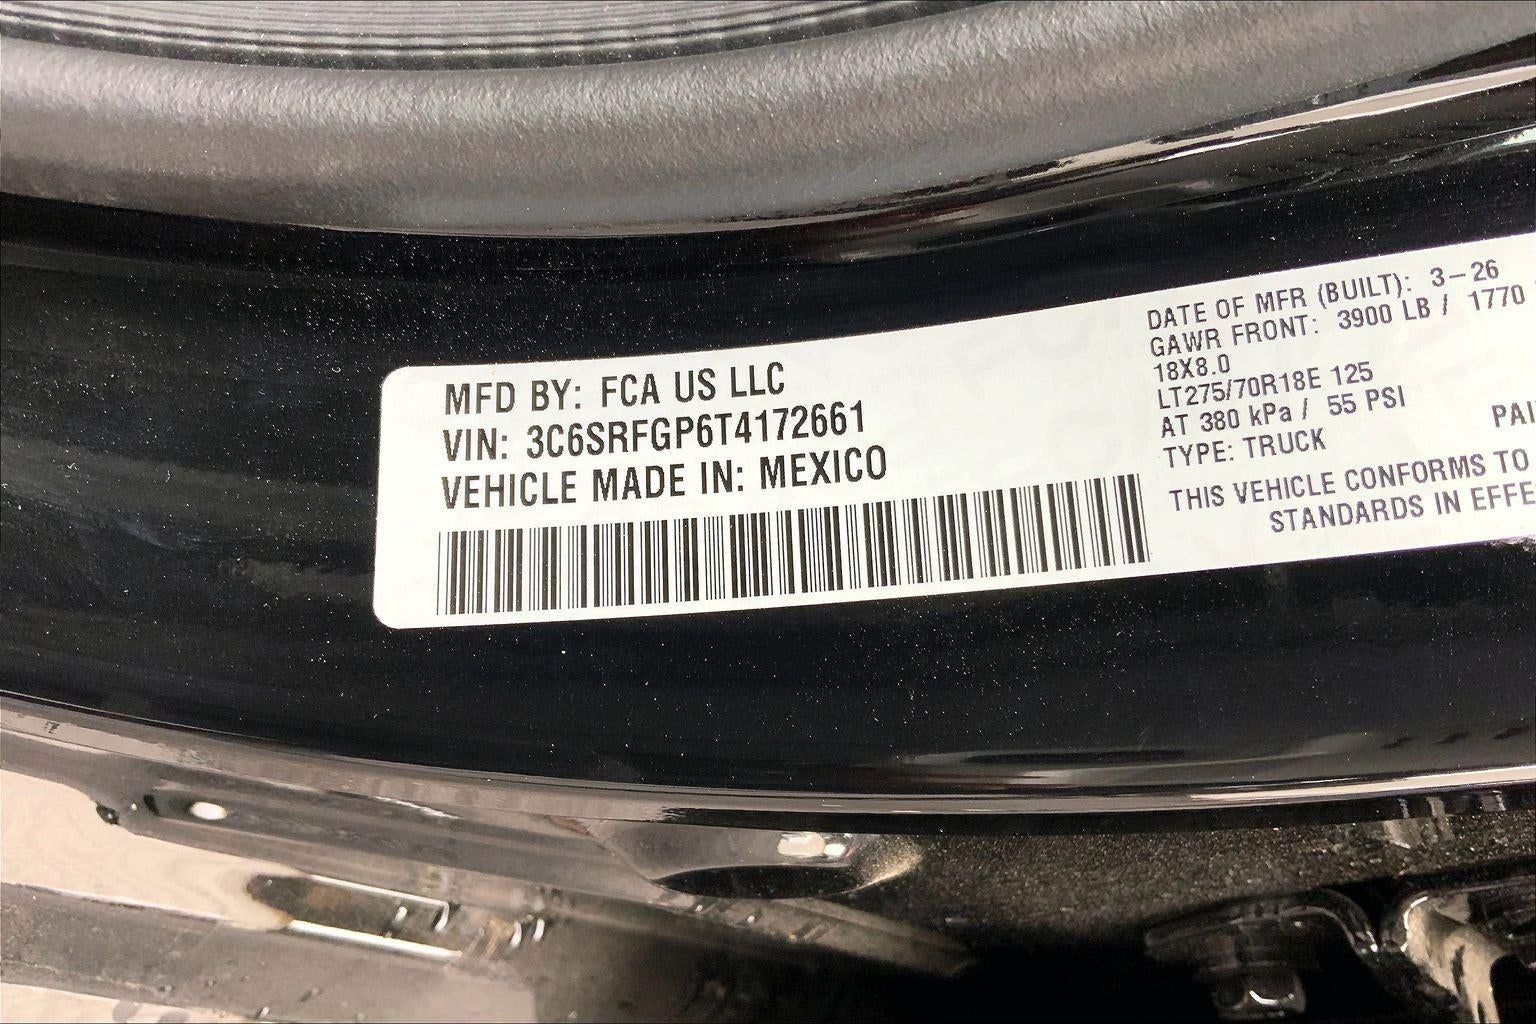 MFD BY: FCA US LLC
VIN: 3C6SRFGP6T4172661
VEHICLE MADE IN: MEXICO
DATE OF MFR (BUILT): 3-26
GAWR FRONT: 3900 LB / 1770
18X8.0
LT275/70R18E 125
AT 380 kPa / 55 PSI
TYPE: TRUCK
PAI
THIS VEHICLE CONFORMS TO
STANDARDS IN EFFE